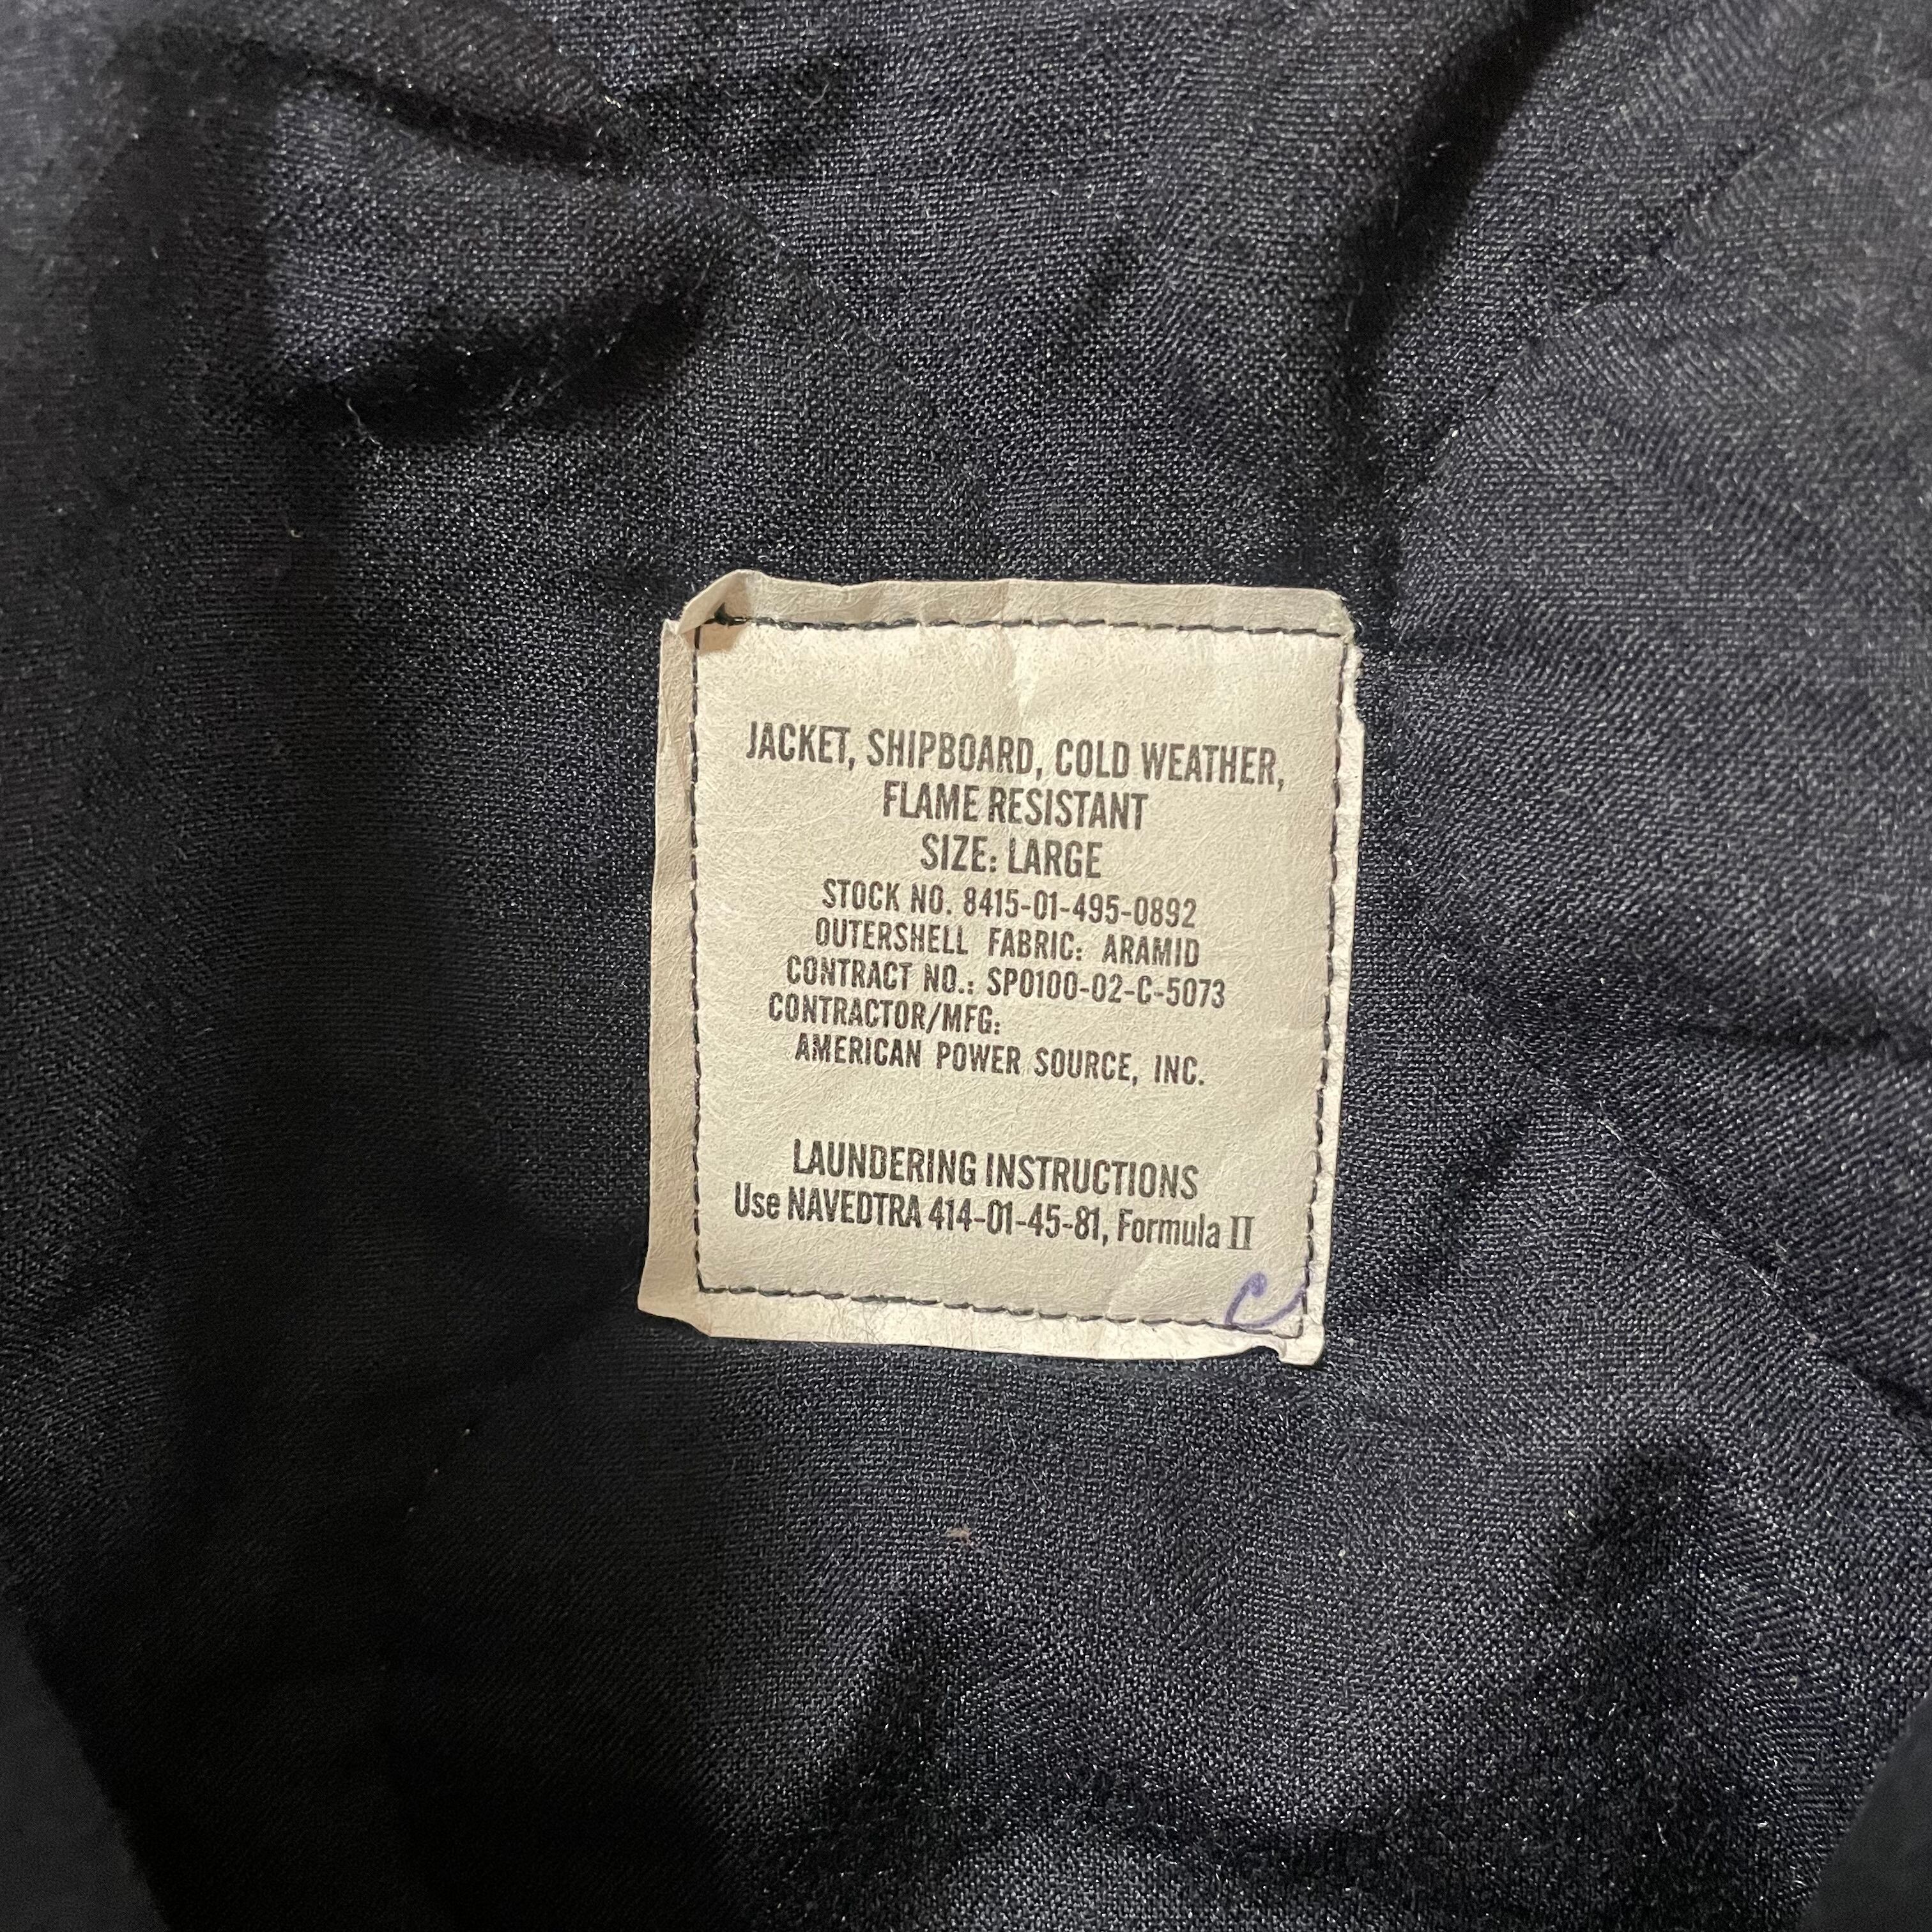 JACKET, SHIPBOARD, COLD WEATHER,
FLAME RESISTANT
SIZE: LARGE
STOCK NO. 8415-01-495-0892
OUTERSHELL FABRIC: ARAMID
CONTRACT NO.: SP0100-02-C-5073
CONTRACTOR/MFG:
AMERICAN POWER SOURCE, INC.
LAUNDERING INSTRUCTIONS
Use NAVEDTRA 414-01-45-81, Formula II
C